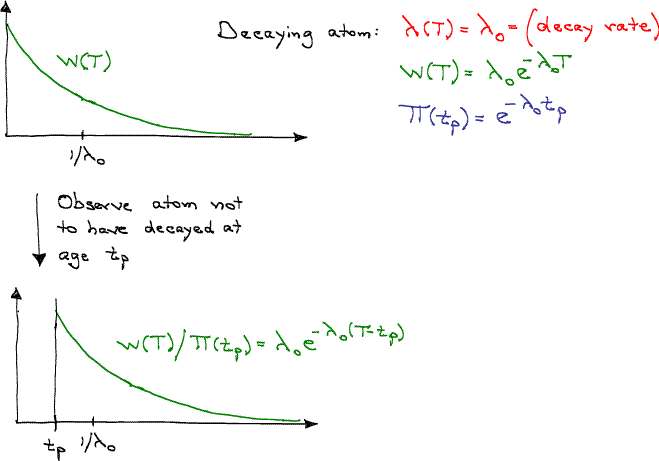 Decaying atom: λ(T) = λ₀ = (decay rate)
w(T)
w(T) = λ₀e^{-λ₀T}
Π(t_p) = e^{-λ₀t_p}
1/λ₀
Observe atom not
to have decayed at
age t_p
w(T)/Π(t_p) = λ₀e^{-λ₀(T-t_p)}
t_p 1/λ₀